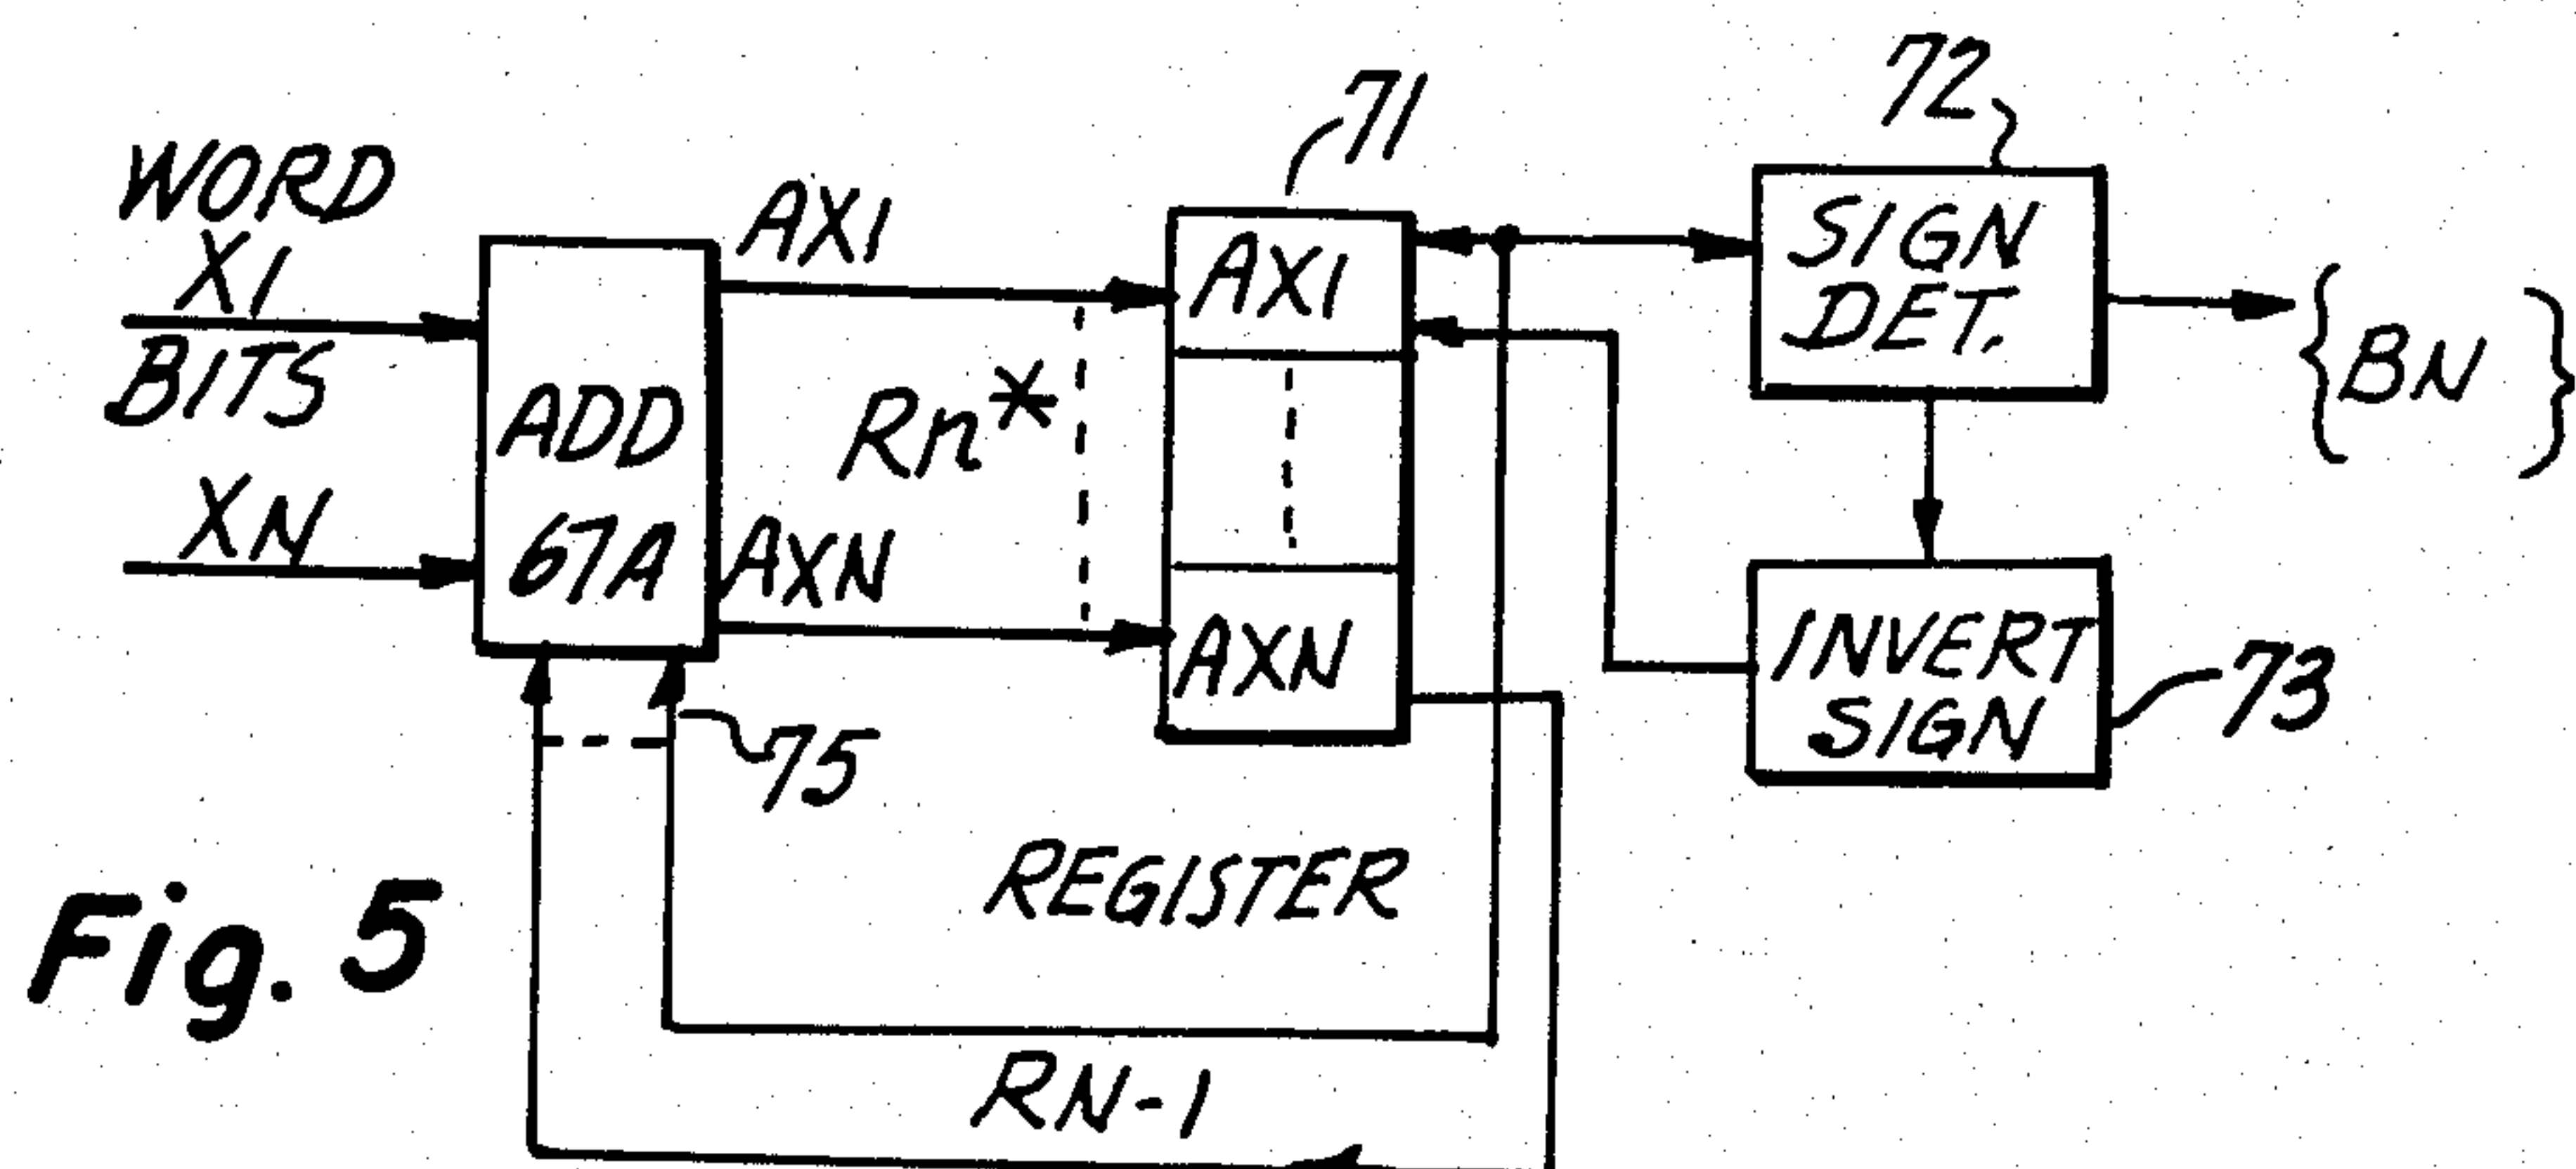 72
71
WORD
X1
BITS
AX1
AX1
SIGN
DET.
{BN}
ADD
67A
Rn*
XN
AXN
AXN
INVERT
SIGN
73
75
REGISTER
Fig. 5
RN-1